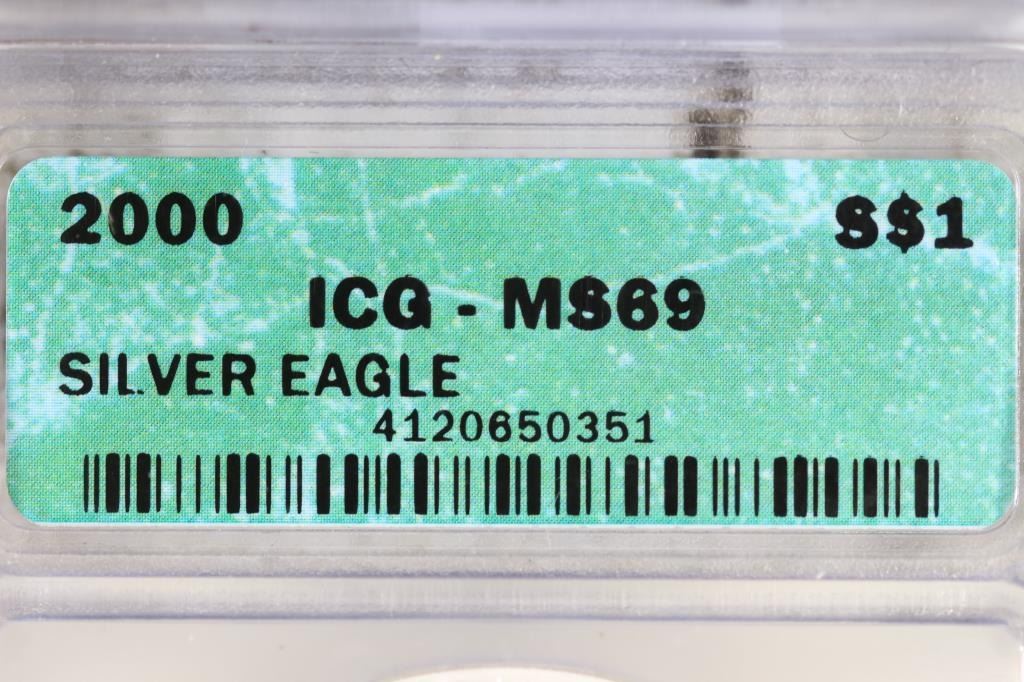 2000 S$1
ICG - MS69
SILVER EAGLE
4120650351